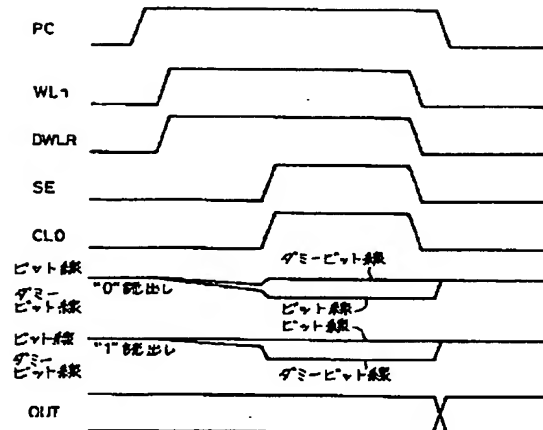 PC
WLn
DWLR
SE
CLD
ビット線
ダミービット線
"0"読出し
ダミー
ビット線
ビット線
ビット線
ビット線
"1"読出し
ダミー
ビット線
ダミービット線
OUT